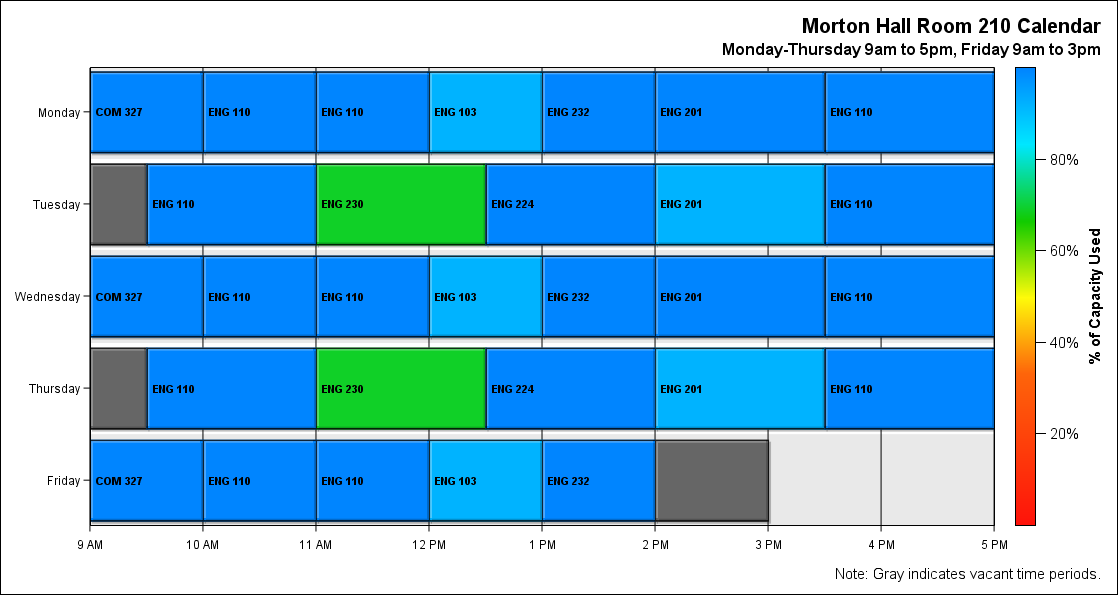 Morton Hall Room 210 Calendar
Monday-Thursday 9am to 5pm, Friday 9am to 3pm
Monday
COM 327
ENG 110
ENG 110
ENG 103
ENG 232
ENG 201
ENG 110
Tuesday
ENG 110
ENG 230
ENG 224
ENG 201
ENG 110
Wednesday
COM 327
ENG 110
ENG 110
ENG 103
ENG 232
ENG 201
ENG 110
Thursday
ENG 110
ENG 230
ENG 224
ENG 201
ENG 110
Friday
COM 327
ENG 110
ENG 110
ENG 103
ENG 232
9 AM
10 AM
11 AM
12 PM
1 PM
2 PM
3 PM
4 PM
5 PM
80%
60%
40%
20%
% of Capacity Used
Note: Gray indicates vacant time periods.